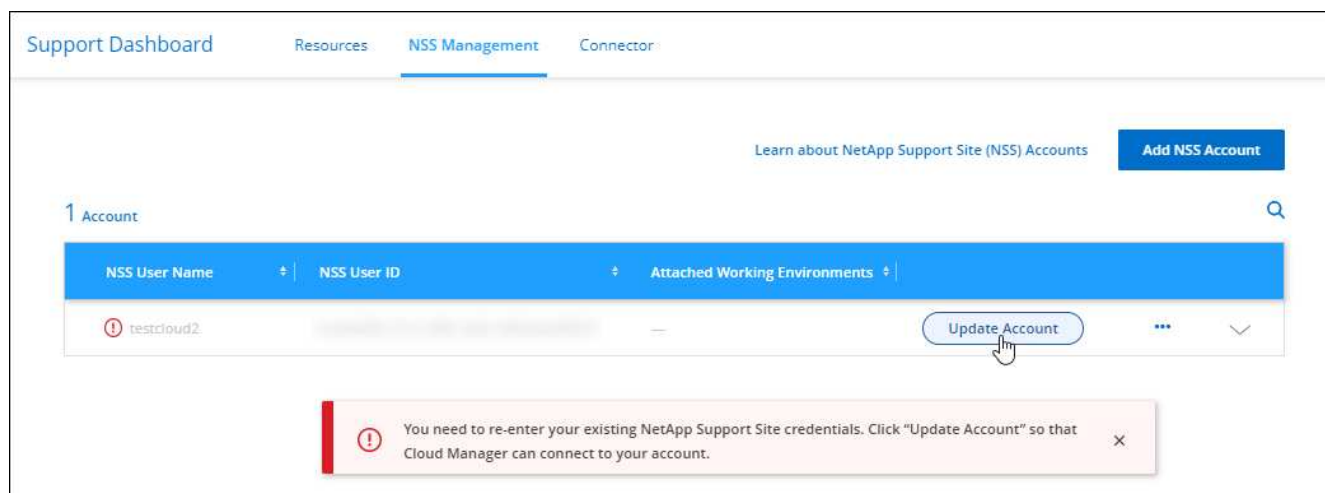 Support Dashboard Resources NSS Management Connector
Learn about NetApp Support Site (NSS) Accounts Add NSS Account
1 Account
NSS User Name NSS User ID Attached Working Environments
testcloud2 — Update Account ...
You need to re-enter your existing NetApp Support Site credentials. Click “Update Account” so that
Cloud Manager can connect to your account.